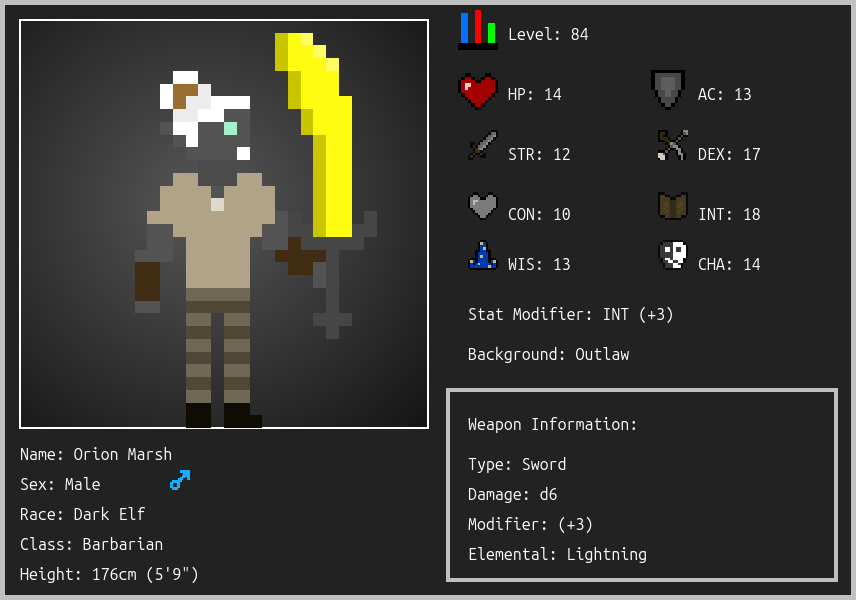 Level: 84
HP: 14
AC: 13
STR: 12
DEX: 17
CON: 10
INT: 18
WIS: 13
CHA: 14
Stat Modifier: INT (+3)
Background: Outlaw
Weapon Information:
Type: Sword
Damage: d6
Modifier: (+3)
Elemental: Lightning
Name: Orion Marsh
Sex: Male
Race: Dark Elf
Class: Barbarian
Height: 176cm (5'9")